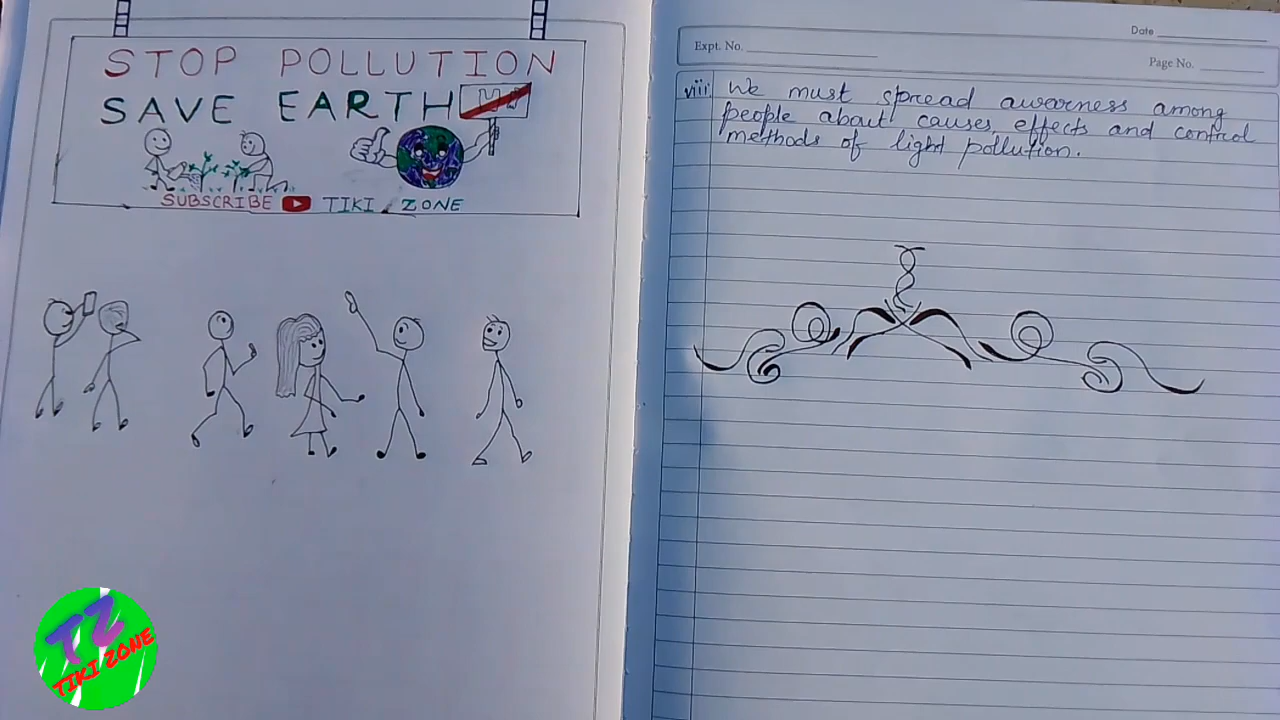 STOP POLLUTION
SAVE EARTH
SUBSCRIBE TIKI ZONE
TZ
TIKI ZONE
Date
Expt. No.
Page No.
viii We must spread awarness among
people about causes, effects and control
methods of light pollution.